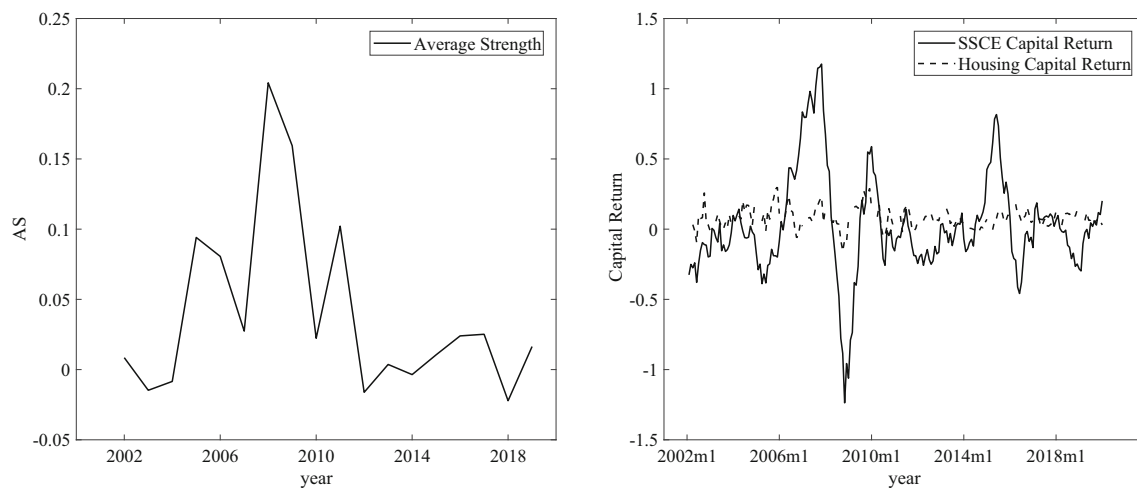 0.25
0.2
0.15
0.1
0.05
0
-0.05
AS
Average Strength
2002
2006
2010
2014
2018
year
1.5
1
0.5
0
-0.5
-1
-1.5
Capital Return
SSCE Capital Return
Housing Capital Return
2002m1
2006m1
2010m1
2014m1
2018m1
year